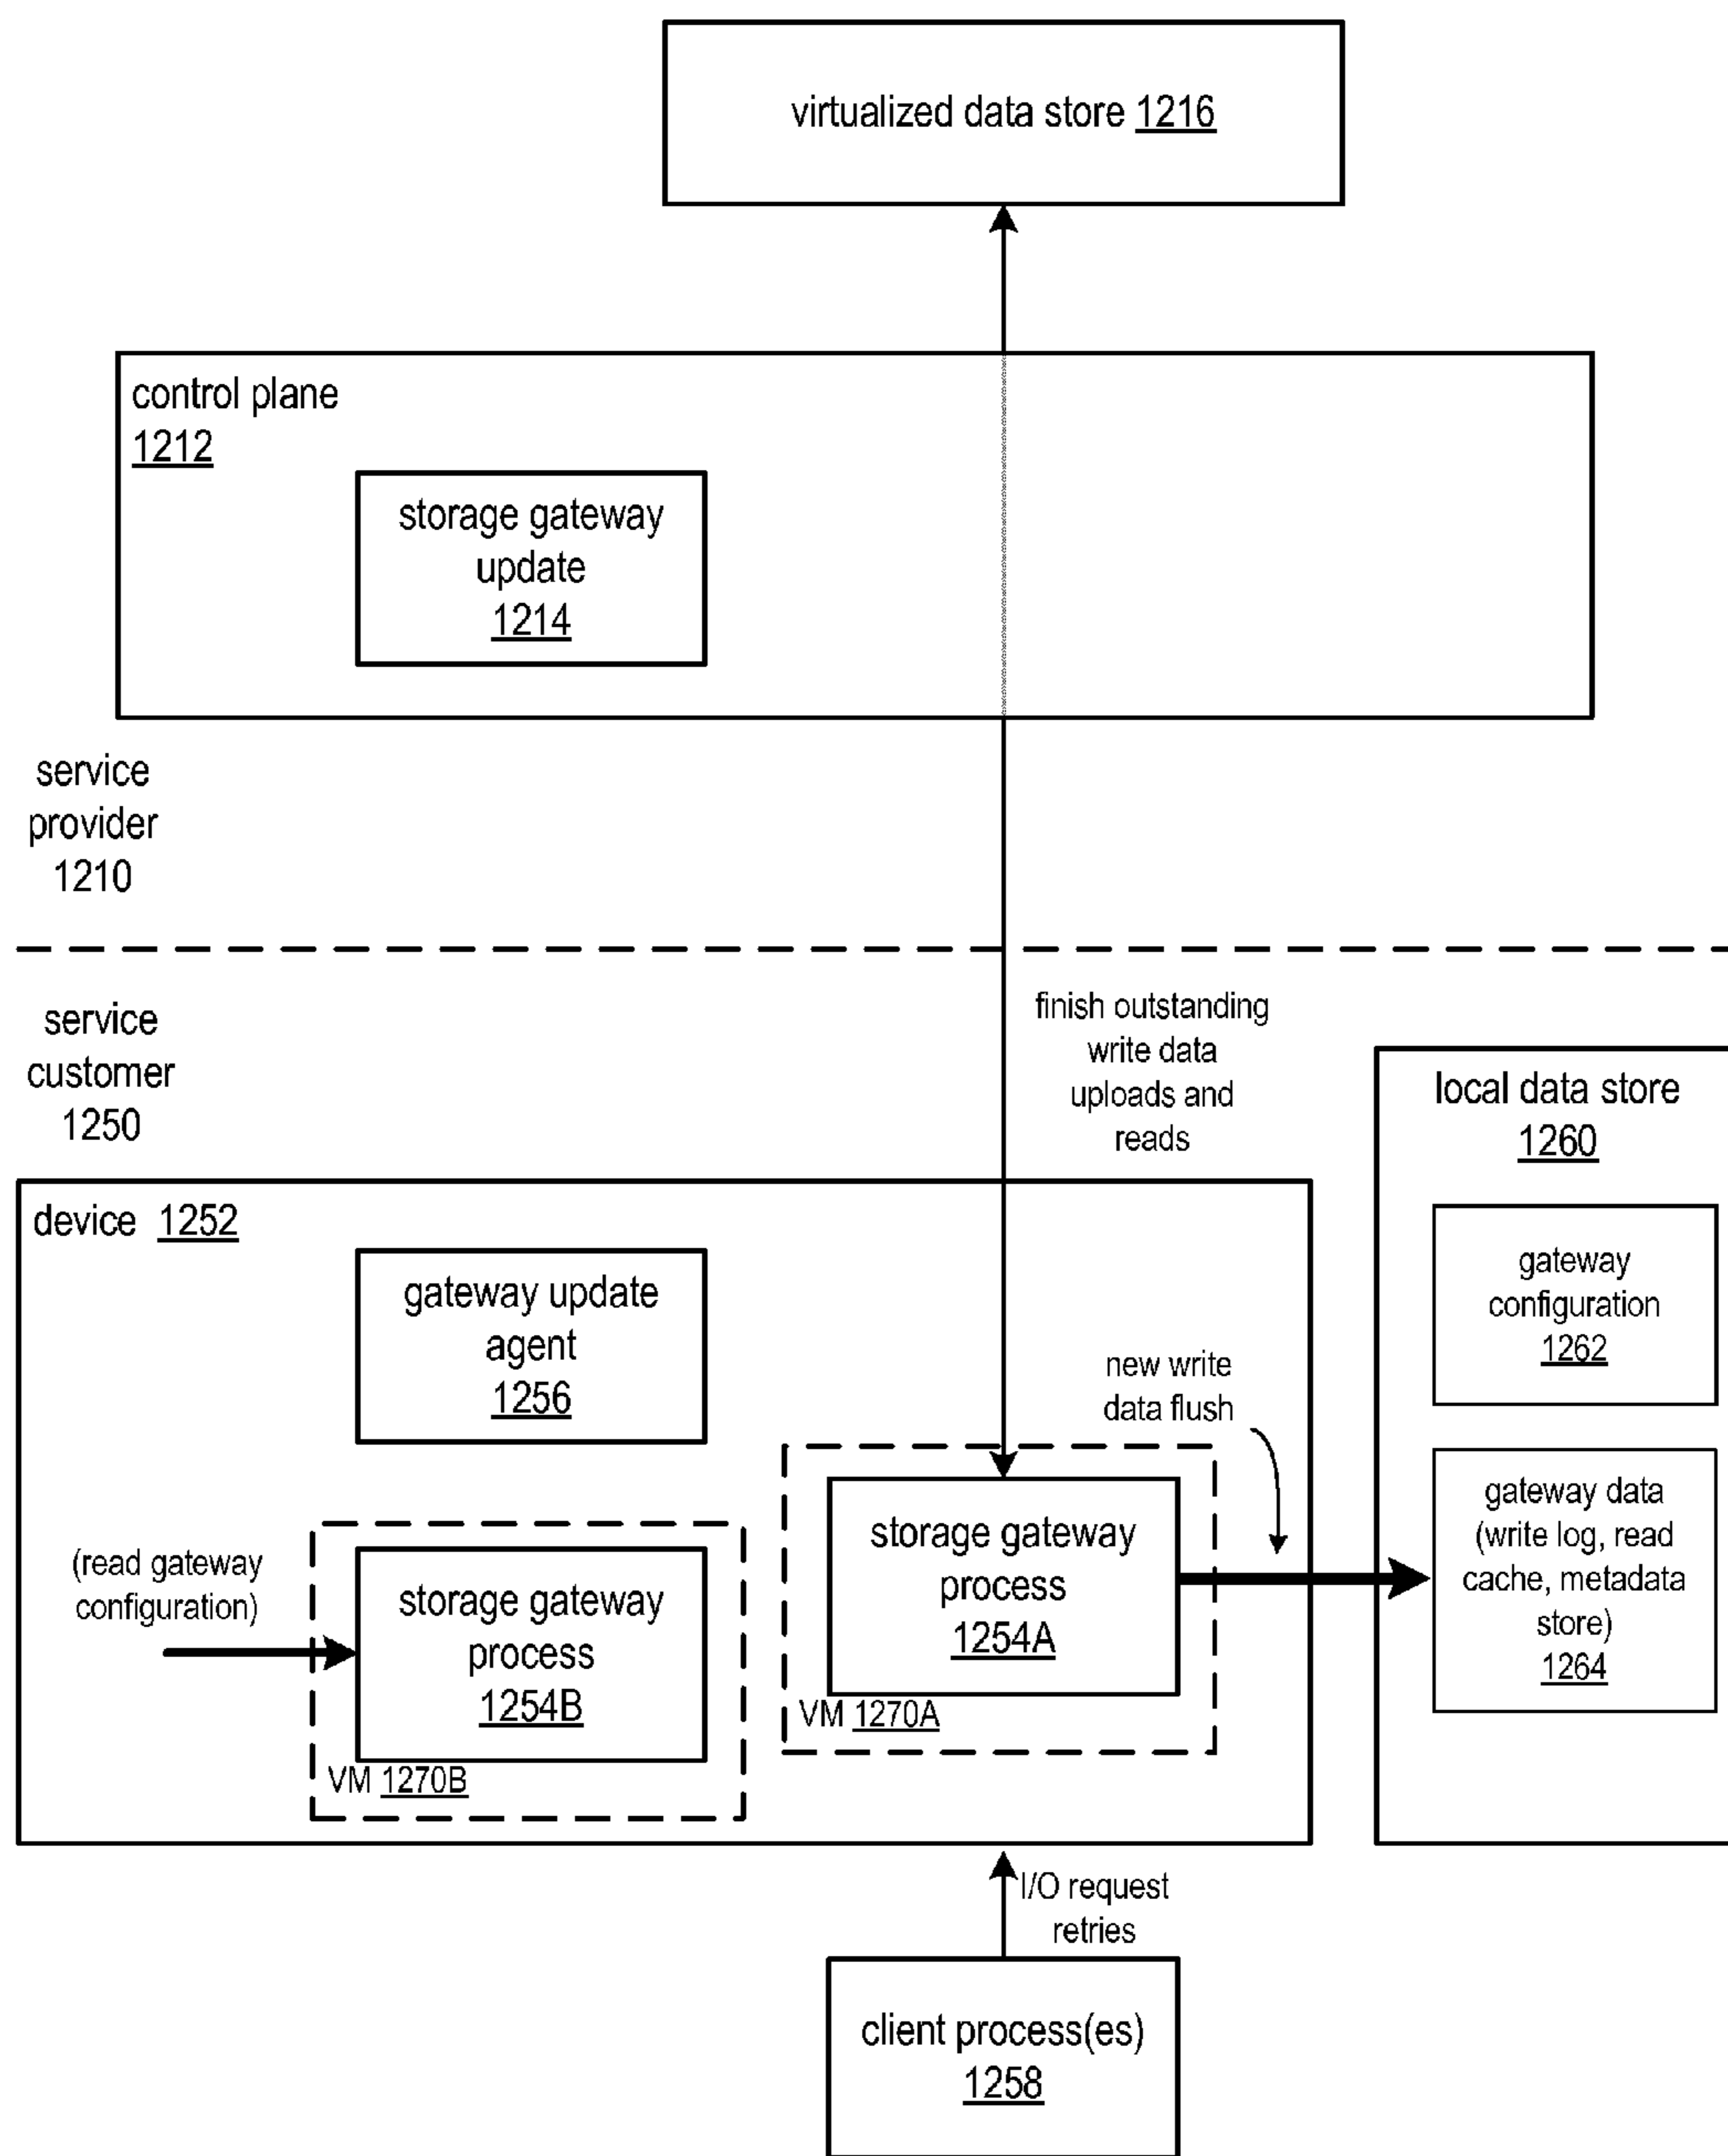 virtualized data store 1216
control plane
1212
storage gateway
update
1214
service
provider
1210
service
customer
1250
finish outstanding
write data
uploads and
reads
local data store
1260
gateway
configuration
1262
gateway data
(write log, read
cache, metadata
store)
1264
device 1252
gateway update
agent
1256
new write
data flush
(read gateway
configuration)
storage gateway
process
1254B
VM 1270B
storage gateway
process
1254A
VM 1270A
I/O request
retries
client process(es)
1258